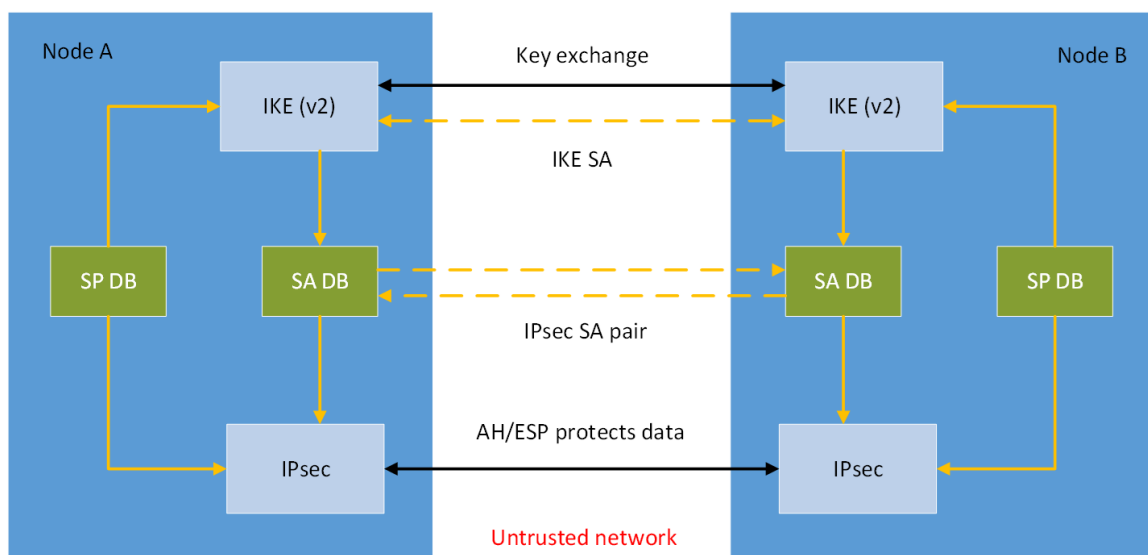 Node A
Key exchange
Node B
IKE (v2)
IKE (v2)
IKE SA
SP DB
SA DB
SA DB
SP DB
IPsec SA pair
AH/ESP protects data
IPsec
IPsec
Untrusted network